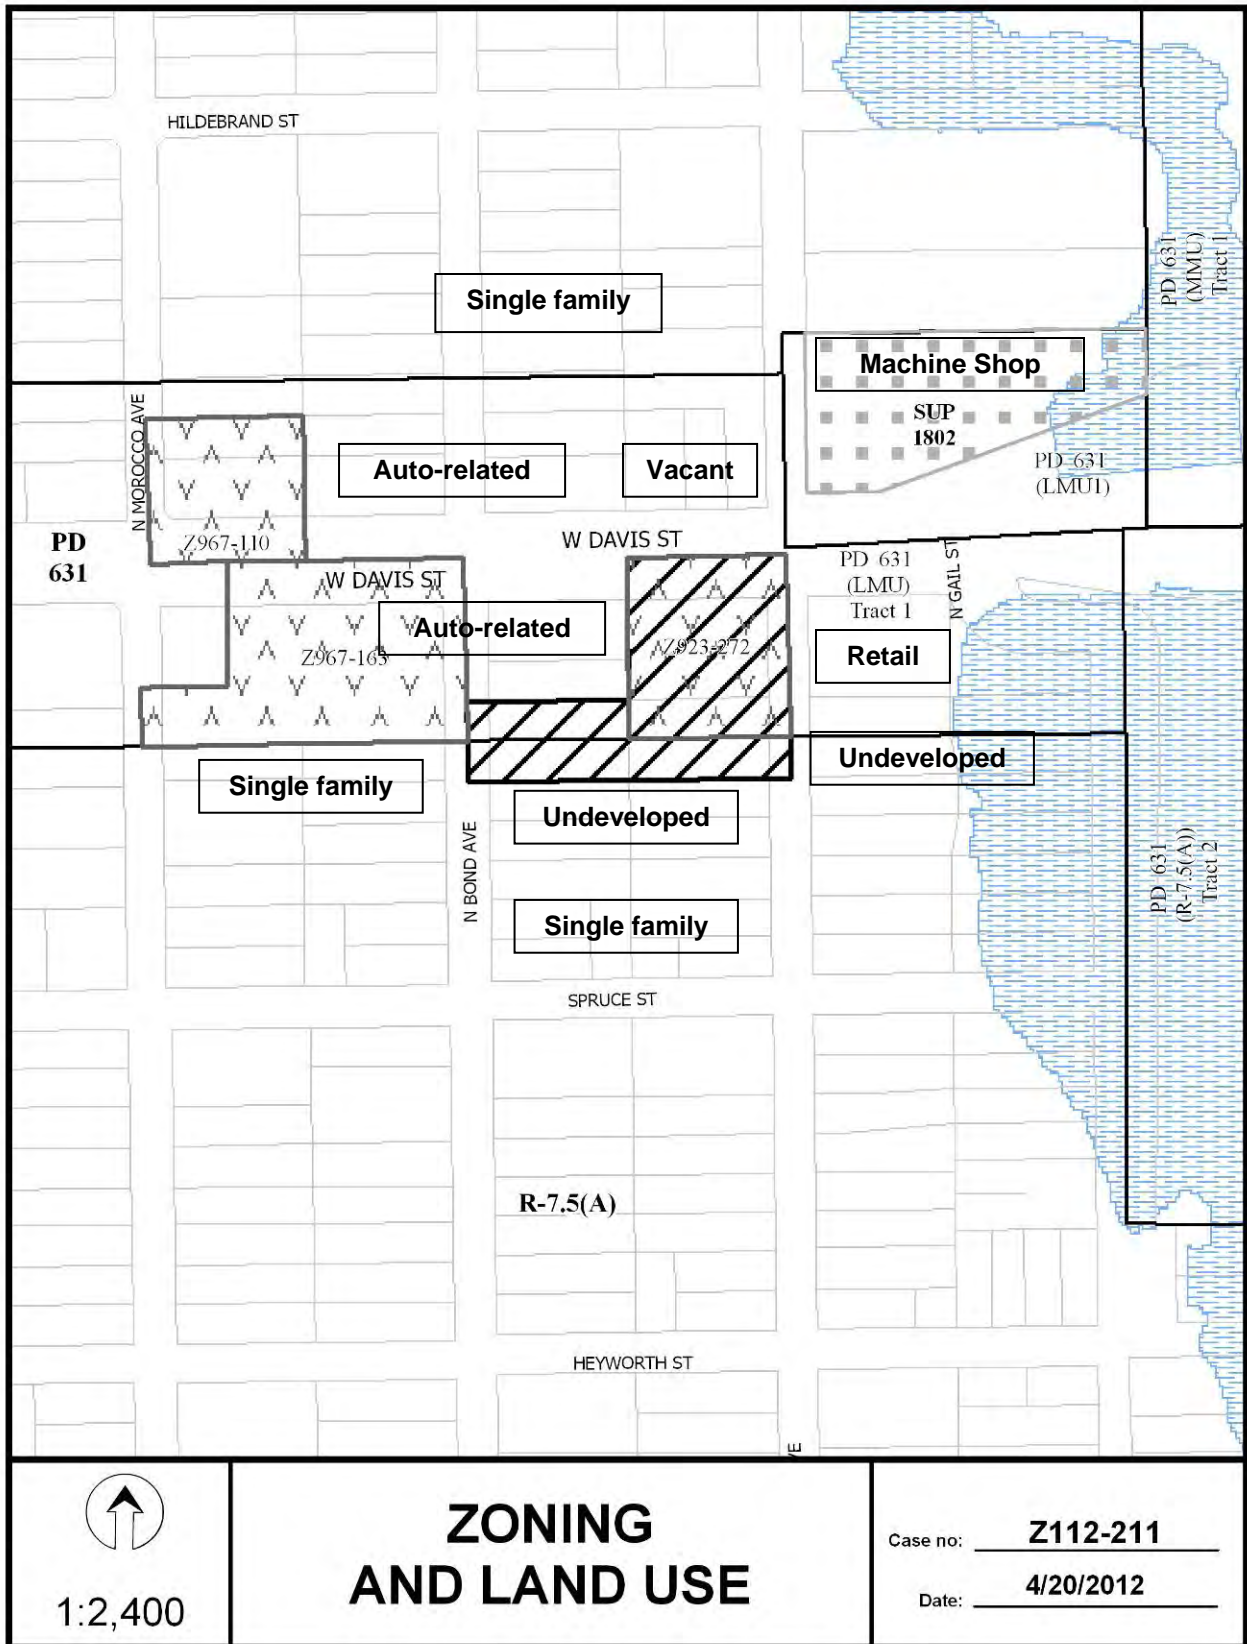 HILDEBRAND ST
Single family
PD 631
(MMU)
Tract 1
Machine Shop
SUP
1802
PD 631
(LMU1)
N MOROCCO AVE
Auto-related
Vacant
PD
631
Z967-110
W DAVIS ST
W DAVIS ST
PD 631
(LMU)
Tract 1
N GAIL ST
Auto-related
Z967-163
Z923-272
Retail
Undeveloped
Single family
Undeveloped
N BOND AVE
PD 631
(R-7.5(A))
Tract 2
Single family
SPRUCE ST
R-7.5(A)
HEYWORTH ST
VE
1:2,400
ZONING
AND LAND USE
Case no: Z112-211
Date: 4/20/2012